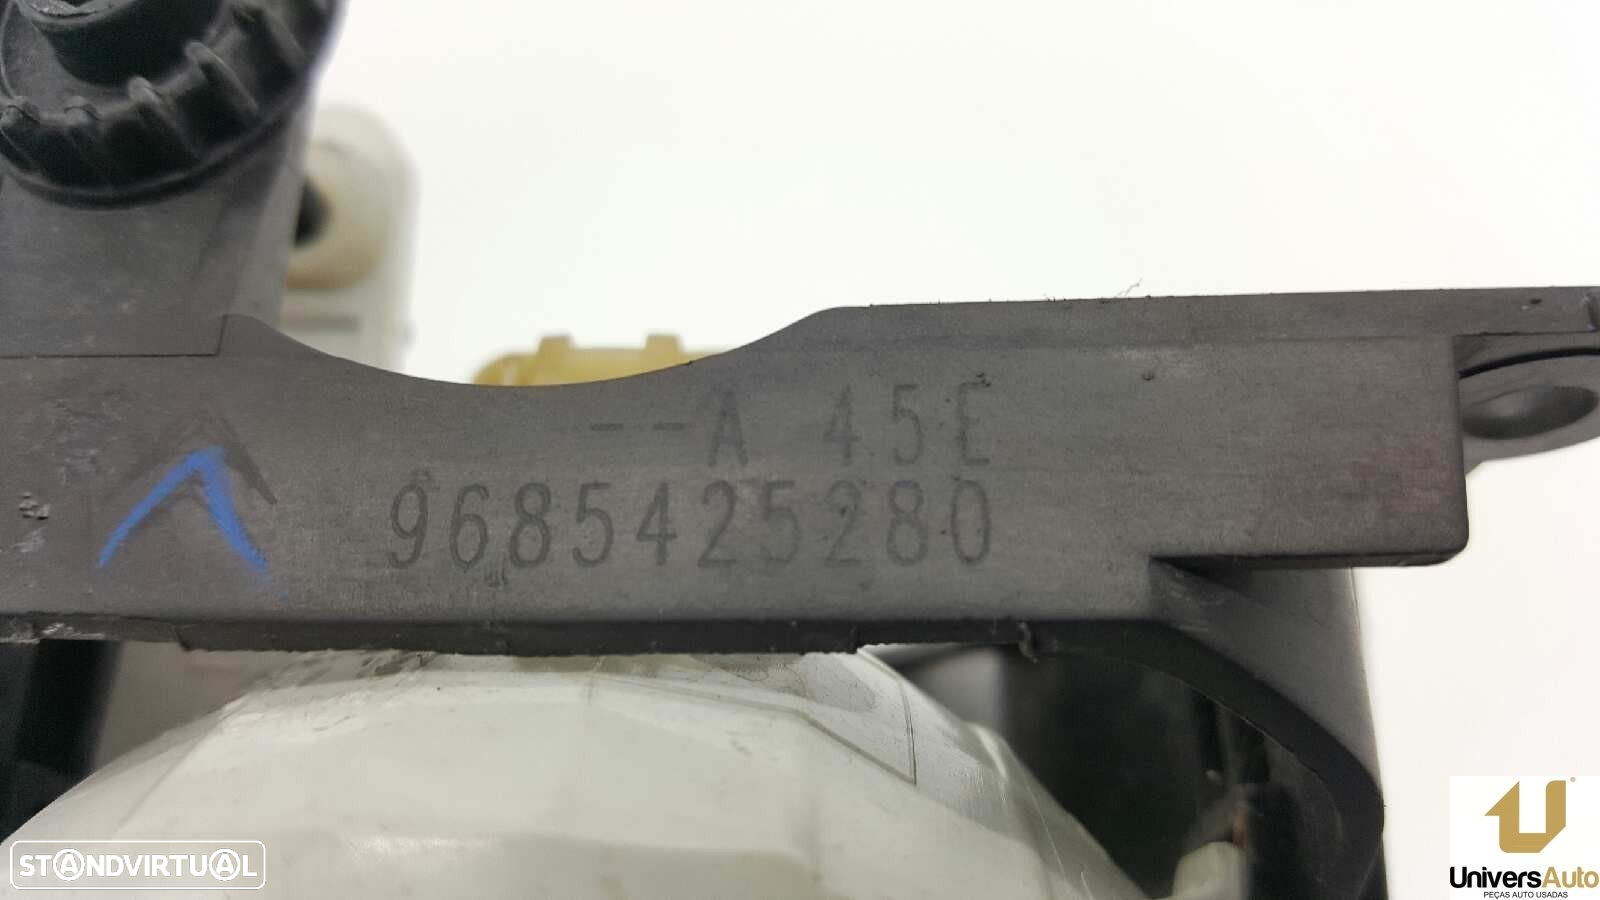 --A 45E
9685425280
STANDVIRTUAL
UniversAuto
PEÇAS AUTO USADAS